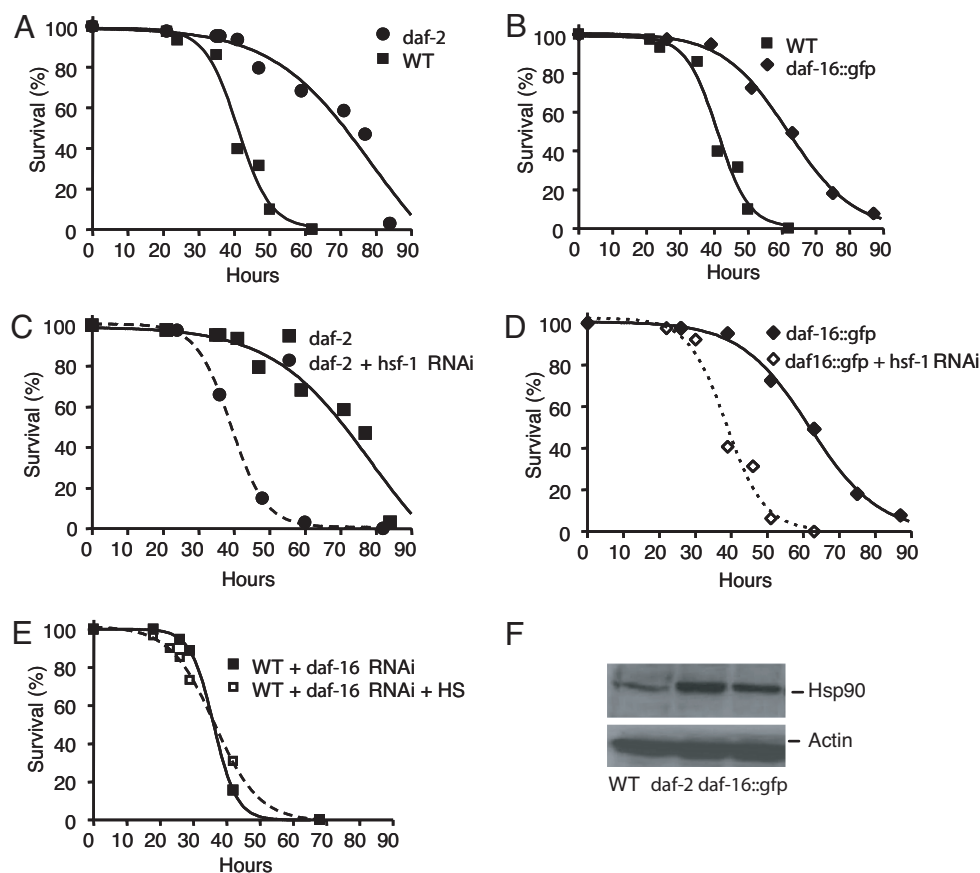 A
Survival (%)
100
80
60
40
20
0
daf-2
WT
0 10 20 30 40 50 60 70 80 90
Hours
B
Survival (%)
100
80
60
40
20
0
WT
daf-16::gfp
0 10 20 30 40 50 60 70 80 90
Hours
C
Survival (%)
100
80
60
40
20
0
daf-2
daf-2 + hsf-1 RNAi
0 10 20 30 40 50 60 70 80 90
Hours
D
Survival (%)
100
80
60
40
20
0
daf-16::gfp
daf16::gfp + hsf-1 RNAi
0 10 20 30 40 50 60 70 80 90
Hours
E
Survival (%)
100
80
60
40
20
0
WT + daf-16 RNAi
WT + daf-16 RNAi + HS
0 10 20 30 40 50 60 70 80 90
Hours
F
Hsp90
Actin
WT daf-2 daf-16::gfp